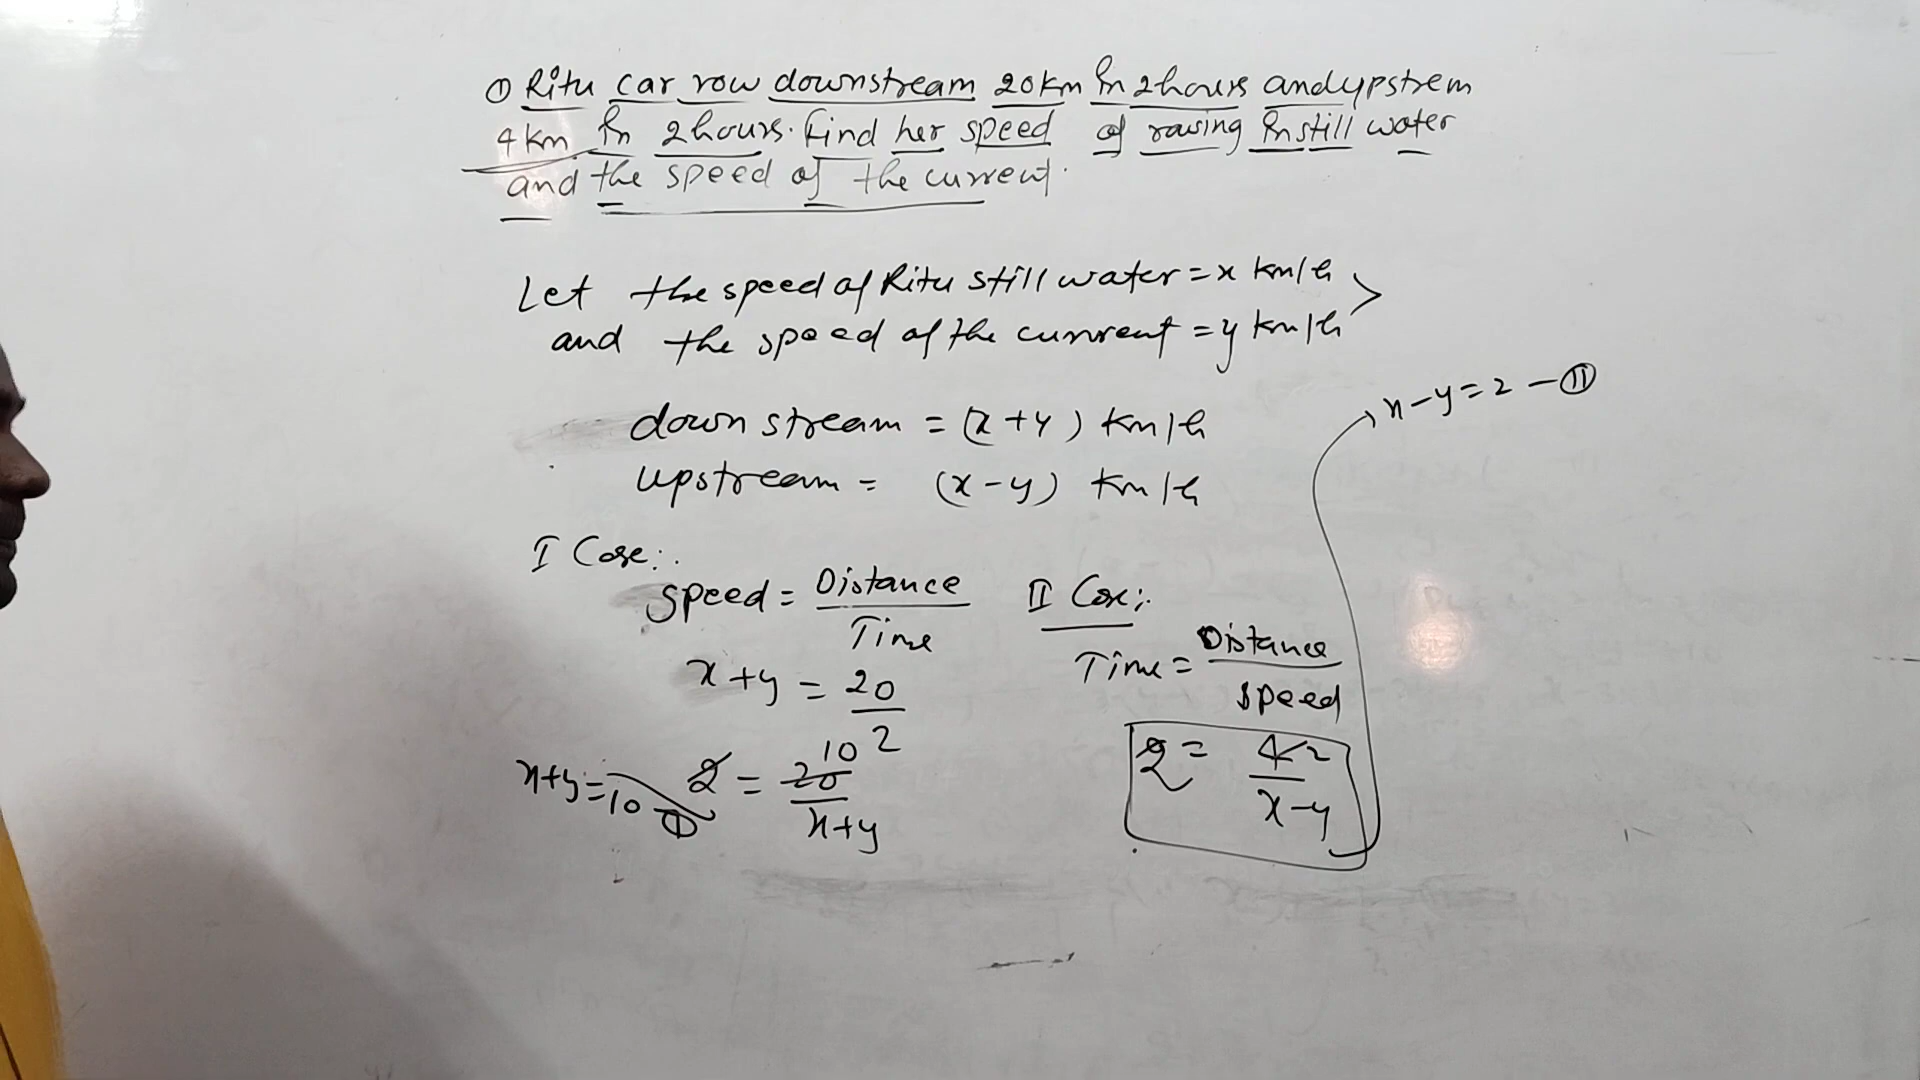 ① Ritu car row downstream 20km in 2hours and upstrem
4km in 2hours. find her speed of rowing in still water
and the speed of the current.
Let the speed of Ritu still water = x km/h
and the speed of the current = y km/h
x-y=2 - ⑪
down stream = (x+y) km/h
upstream = (x-y) km/h
I Case:.
speed = Distance / Time
x+y = 20/2
2 = 20 10 / x+y
x+y=10 ①
II Case:.
Time = Distance / speed
2 = 4 2 / x-y